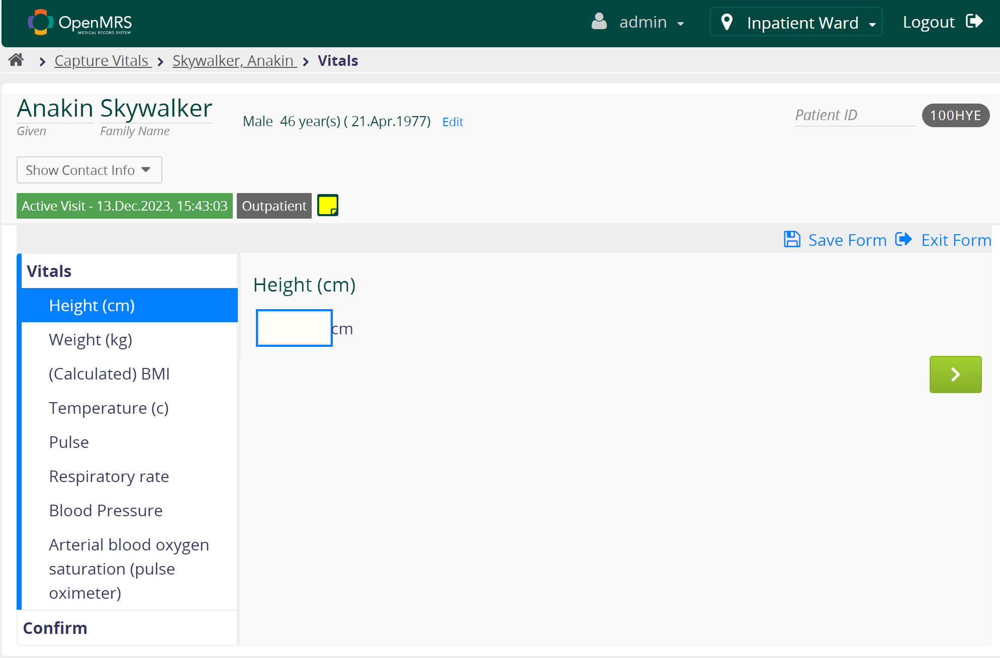 OpenMRS
MEDICAL RECORD SYSTEM
admin
Inpatient Ward
Logout
Capture Vitals
Skywalker, Anakin
Vitals
Anakin Skywalker
Given Family Name
Male 46 year(s) ( 21.Apr.1977) Edit
Patient ID 100HYE
Show Contact Info
Active Visit - 13.Dec.2023, 15:43:03 Outpatient
Save Form Exit Form
Vitals
Height (cm)
Weight (kg)
(Calculated) BMI
Temperature (c)
Pulse
Respiratory rate
Blood Pressure
Arterial blood oxygen
saturation (pulse
oximeter)
Confirm
Height (cm)
cm